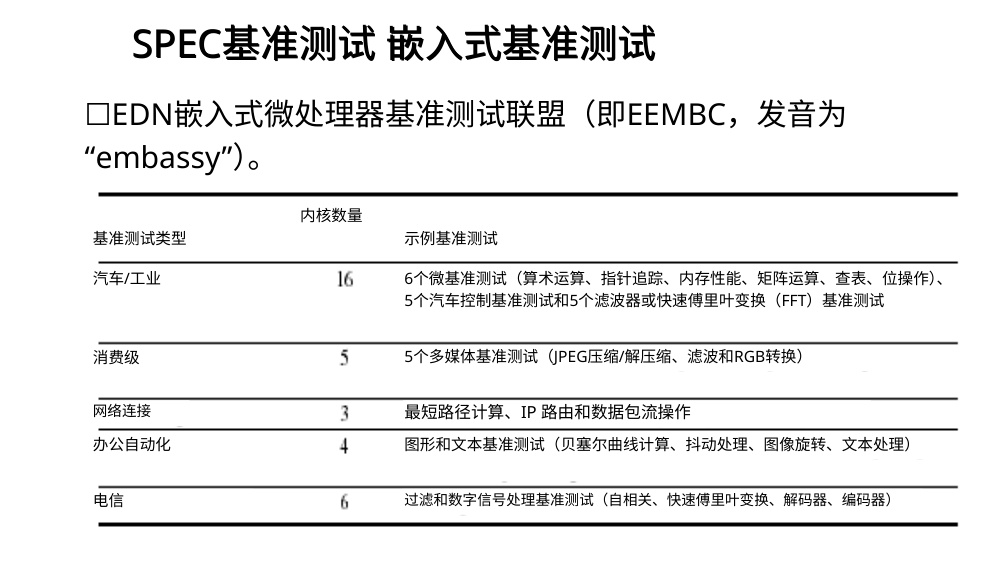 SPEC基准测试 嵌入式基准测试
□EDN嵌入式微处理器基准测试联盟（即EEMBC，发音为
“embassy”）。
内核数量
基准测试类型 示例基准测试
汽车/工业 16 6个微基准测试（算术运算、指针追踪、内存性能、矩阵运算、查表、位操作）、
5个汽车控制基准测试和5个滤波器或快速傅里叶变换（FFT）基准测试
消费级 5 5个多媒体基准测试（JPEG压缩/解压缩、滤波和RGB转换）
网络连接 3 最短路径计算、IP 路由和数据包流操作
办公自动化 4 图形和文本基准测试（贝塞尔曲线计算、抖动处理、图像旋转、文本处理）
电信 6 过滤和数字信号处理基准测试（自相关、快速傅里叶变换、解码器、编码器）